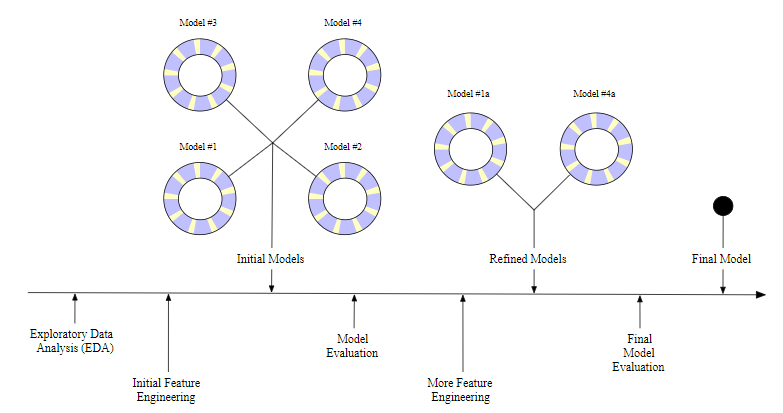 Model #3
Model #4
Model #1a
Model #4a
Model #1
Model #2
Initial Models
Refined Models
Final Model
Exploratory Data
Analysis (EDA)
Model
Evaluation
Final
Model
Evaluation
Initial Feature
Engineering
More Feature
Engineering